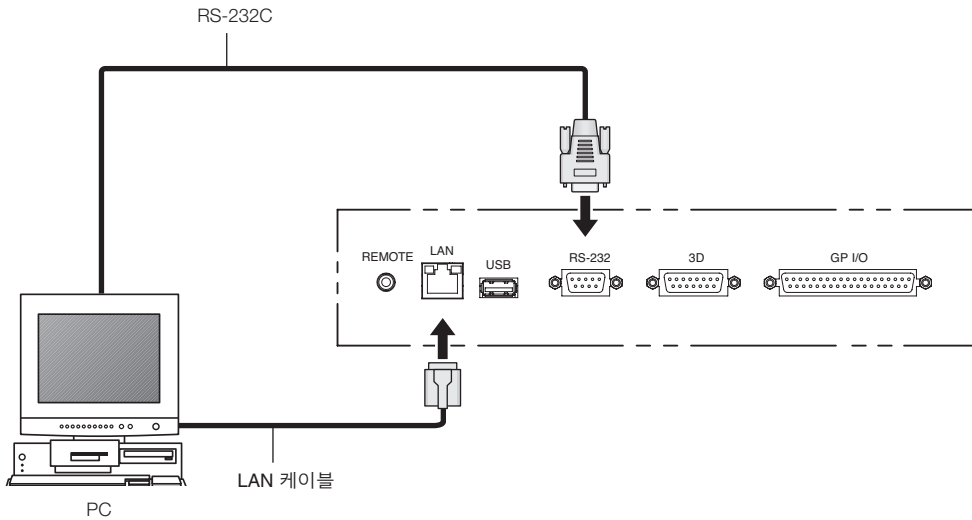 RS-232C
REMOTE
LAN
USB
RS-232
3D
GP I/O
LAN 케이블
PC